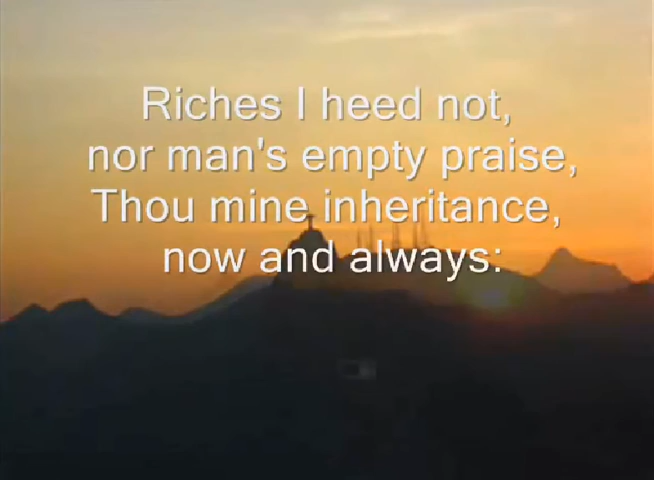 Riches I heed not,
nor man's empty praise,
Thou mine inheritance,
now and always: